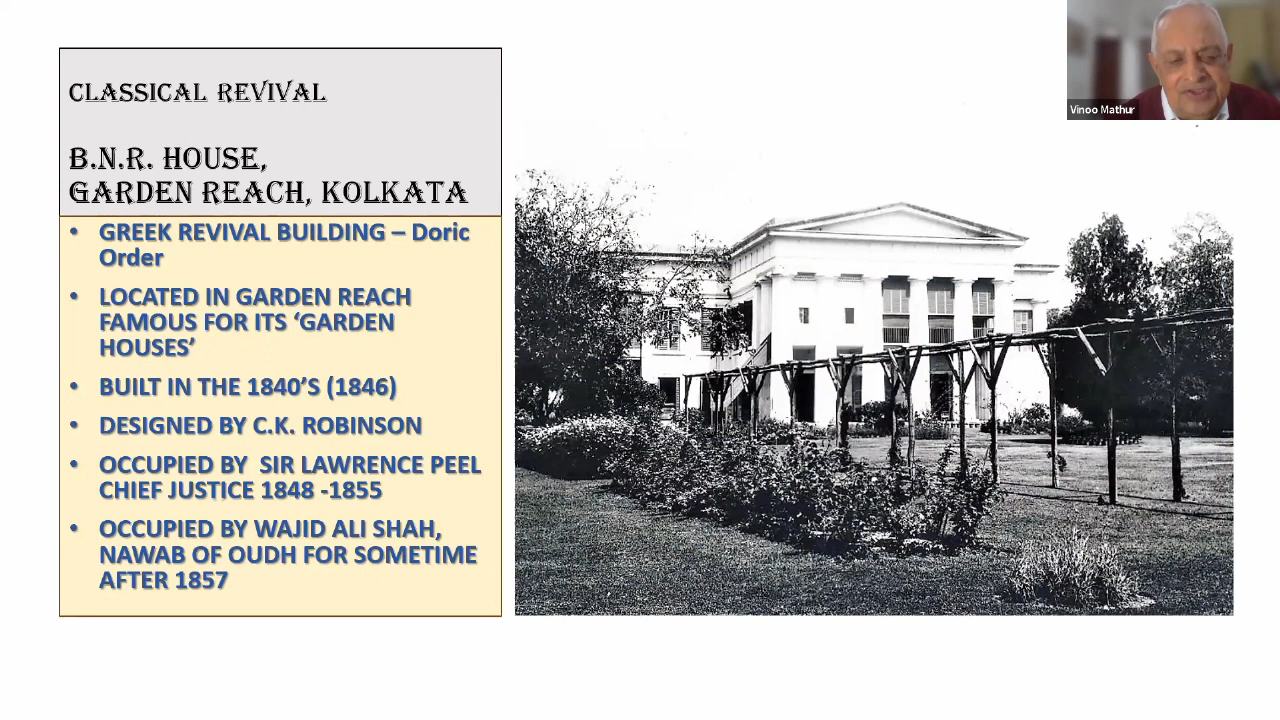 CLASSICAL REVIVAL
B.N.R. HOUSE,
GARDEN REACH, KOLKATA
• GREEK REVIVAL BUILDING – Doric
Order
• LOCATED IN GARDEN REACH
FAMOUS FOR ITS ‘GARDEN
HOUSES’
• BUILT IN THE 1840’S (1846)
• DESIGNED BY C.K. ROBINSON
• OCCUPIED BY SIR LAWRENCE PEEL
CHIEF JUSTICE 1848 -1855
• OCCUPIED BY WAJID ALI SHAH,
NAWAB OF OUDH FOR SOMETIME
AFTER 1857
Vinoo Mathur